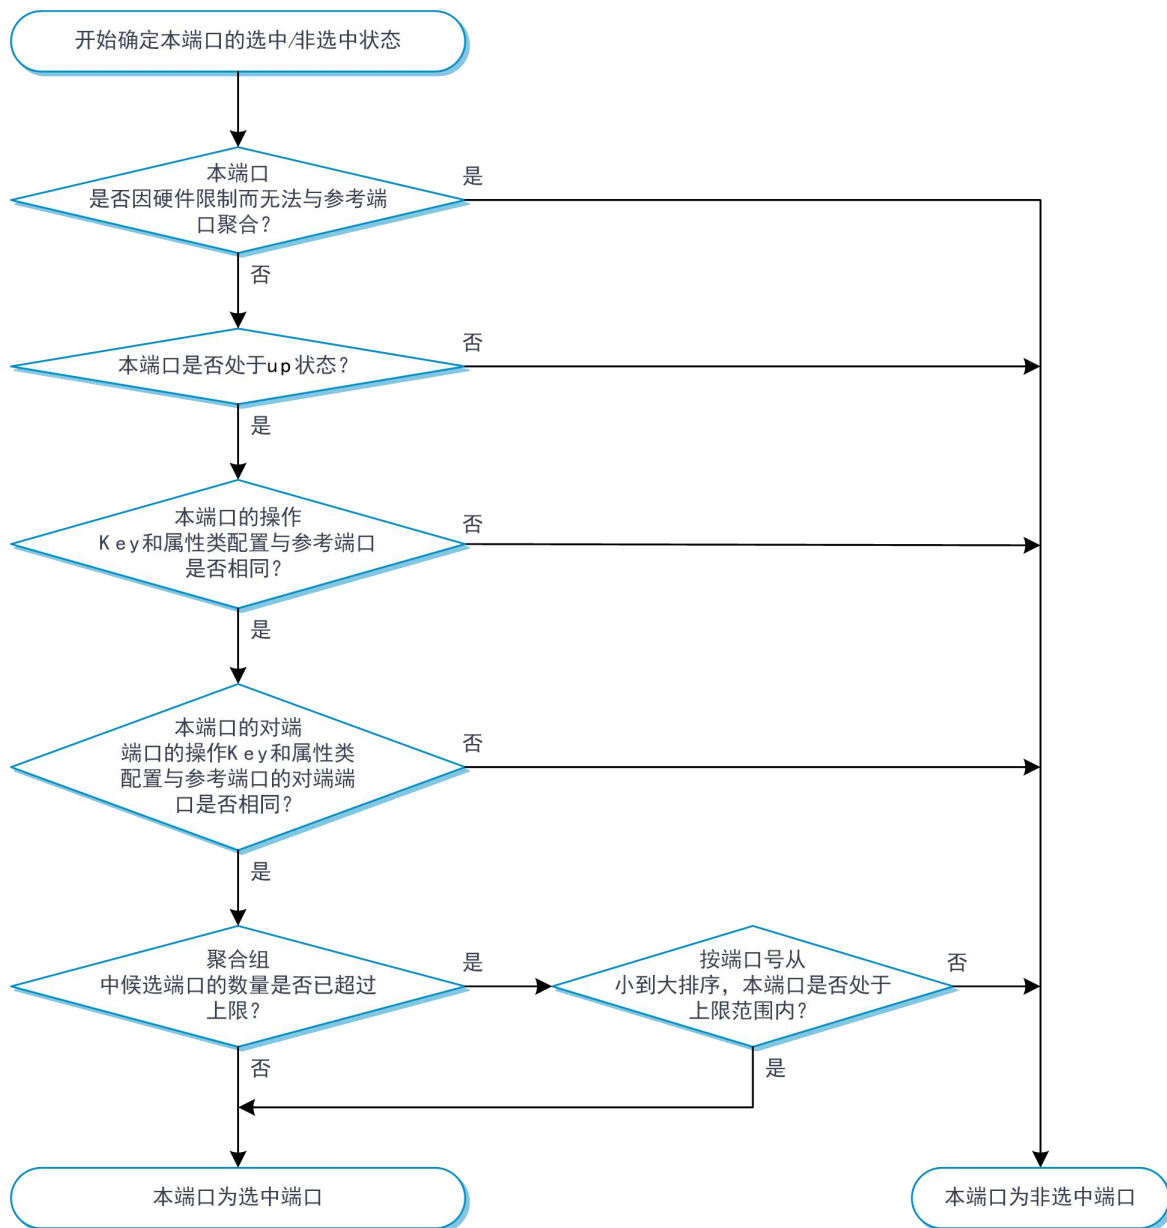 开始确定本端口的选中/非选中状态
本端口
是否因硬件限制而无法与参考端
口聚合?
是
否
本端口是否处于up状态?
否
是
本端口的操作
Key和属性类配置与参考端口
是否相同?
否
是
本端口的对端
端口的操作Key和属性类
配置与参考端口的对端端
口是否相同?
否
是
聚合组
中候选端口的数量是否已超过
上限?
是
按端口号从
小到大排序，本端口是否处于
上限范围内?
否
否
是
本端口为选中端口
本端口为非选中端口